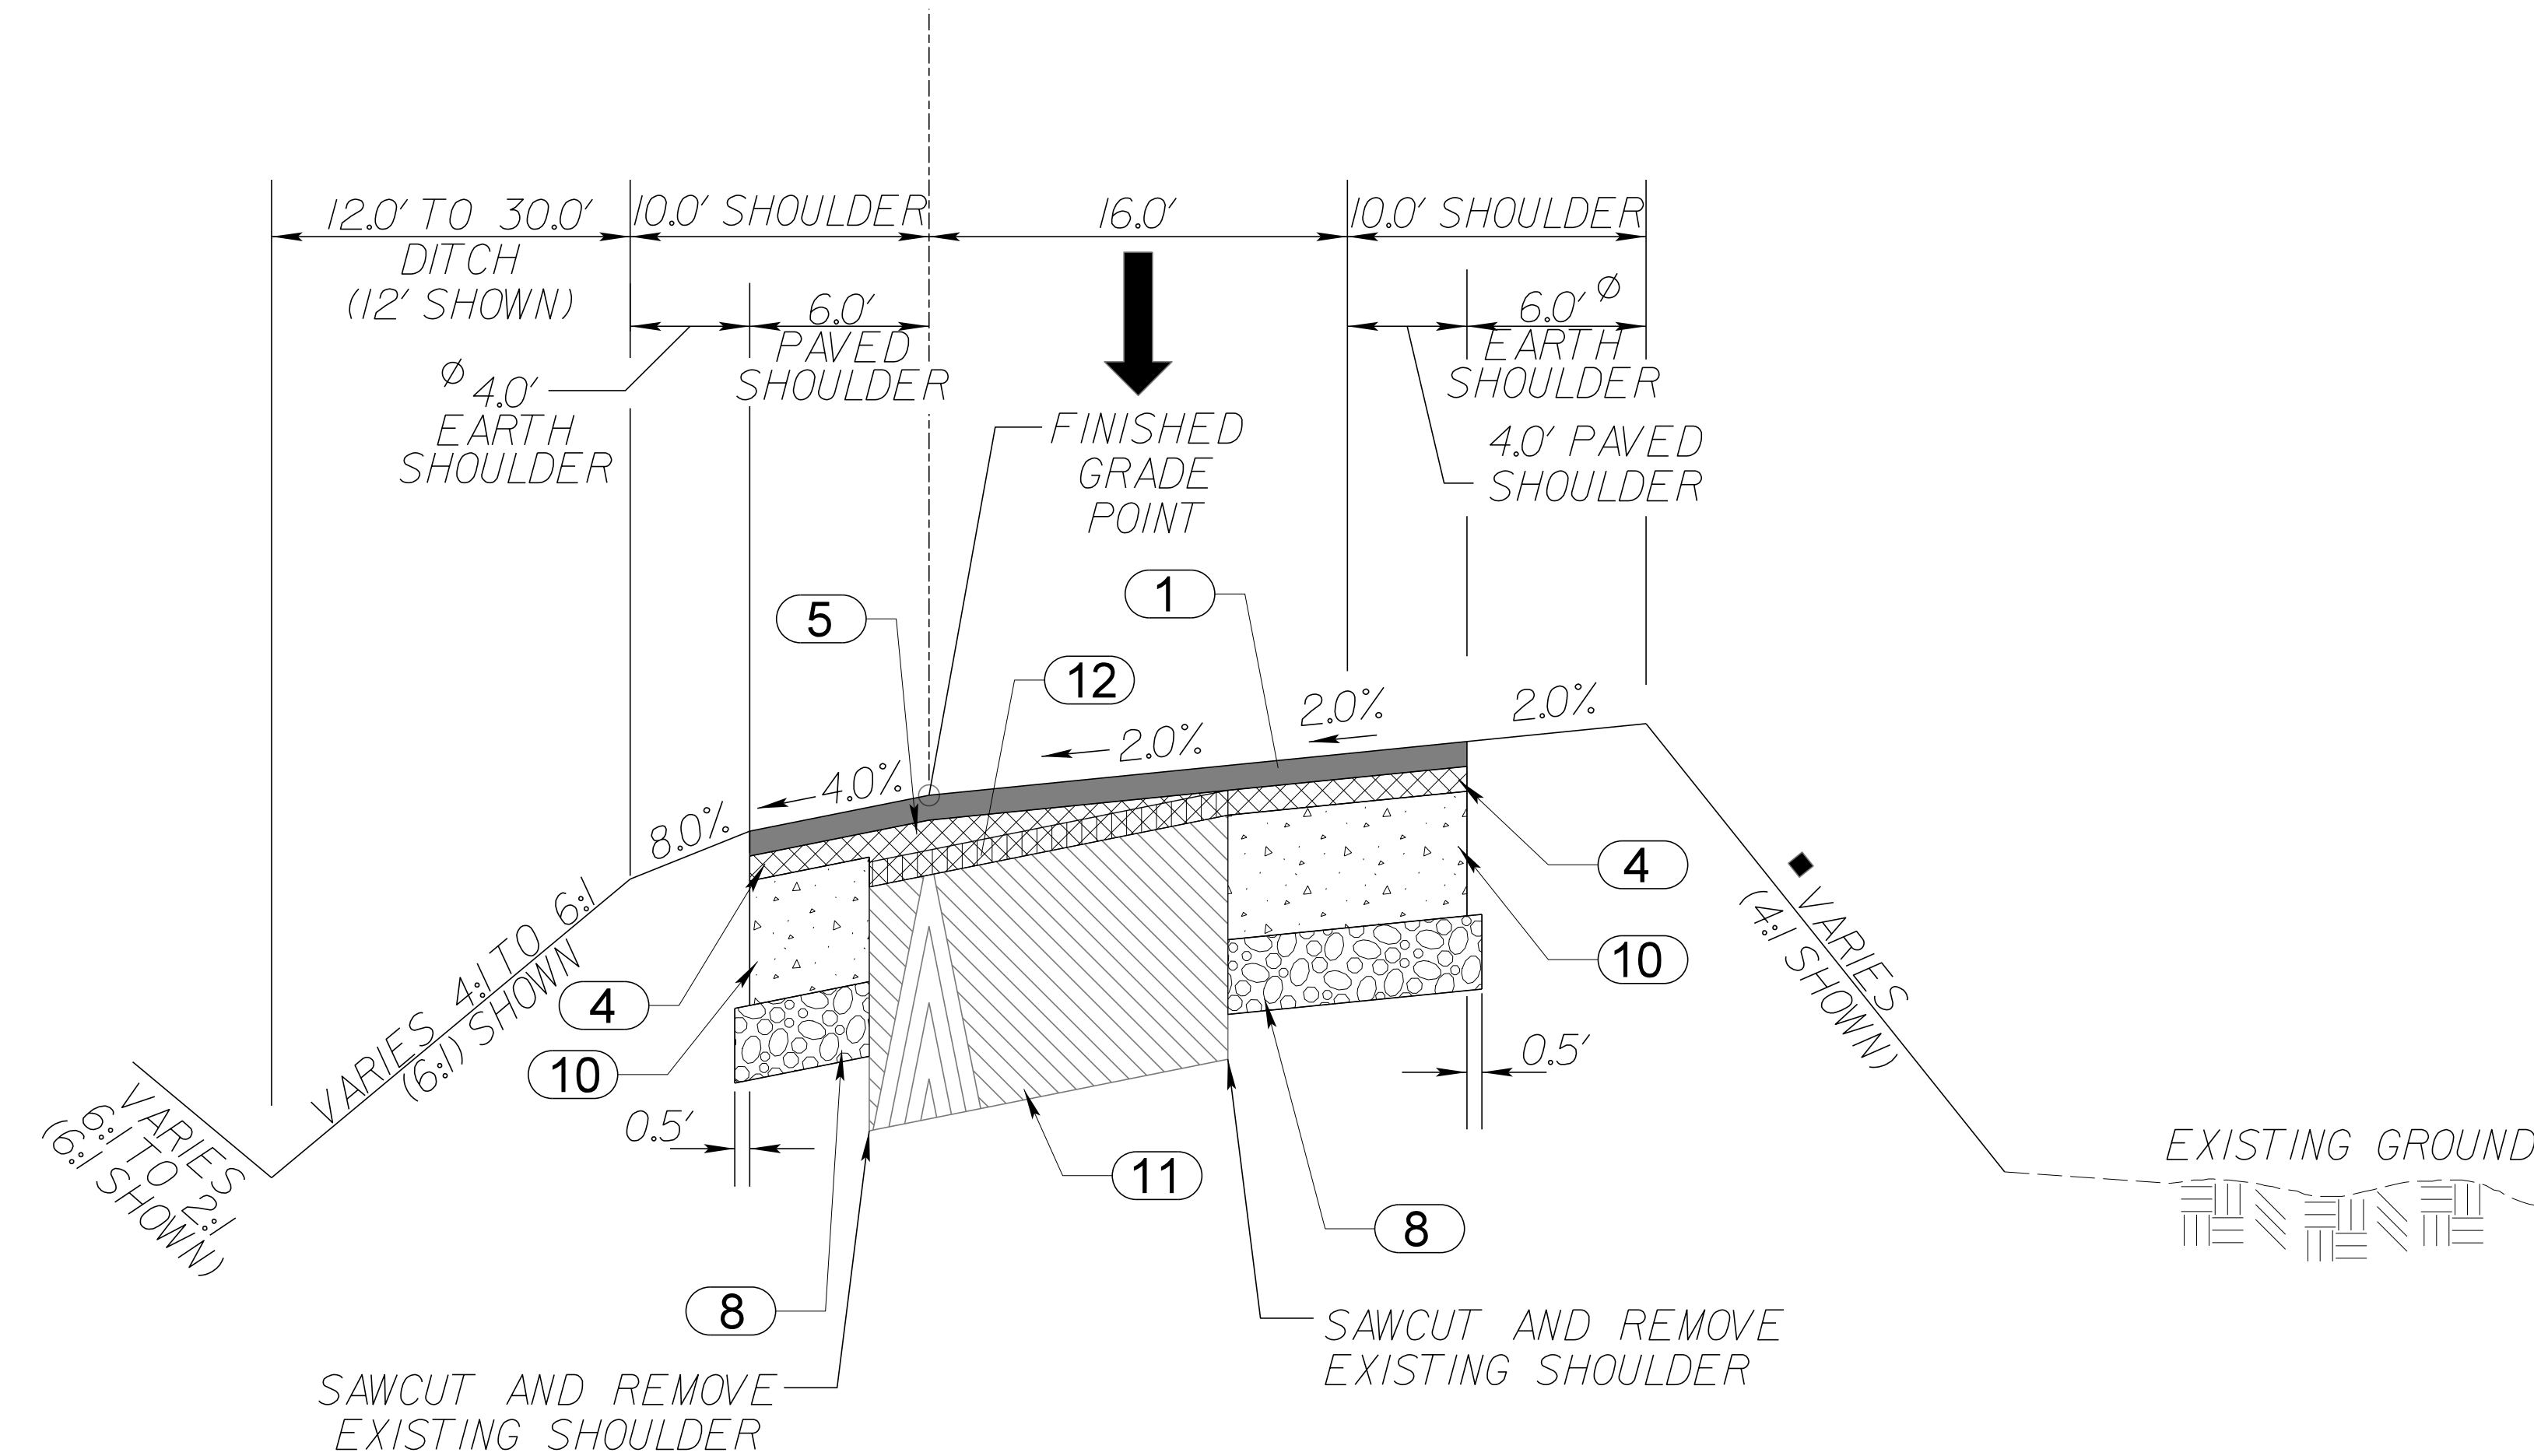 12.0' TO 30.0'
DITCH
(12' SHOWN)
10.0' SHOULDER
16.0'
10.0' SHOULDER
6.0'
PAVED
SHOULDER
6.0' Ø
EARTH
SHOULDER
Ø 4.0'
EARTH
SHOULDER
4.0' PAVED
SHOULDER
FINISHED
GRADE
POINT
1
5
12
2.0%
2.0%
2.0%
4.0%
8.0%
4
10
4
10
VARIES 4:1 TO 6:1
(6:1) SHOWN
VARIES
6:1 TO 2:1
(6:1 SHOWN)
VARIES
(4:1 SHOWN)
0.5'
0.5'
EXISTING GROUND
11
8
8
SAWCUT AND REMOVE
EXISTING SHOULDER
SAWCUT AND REMOVE
EXISTING SHOULDER